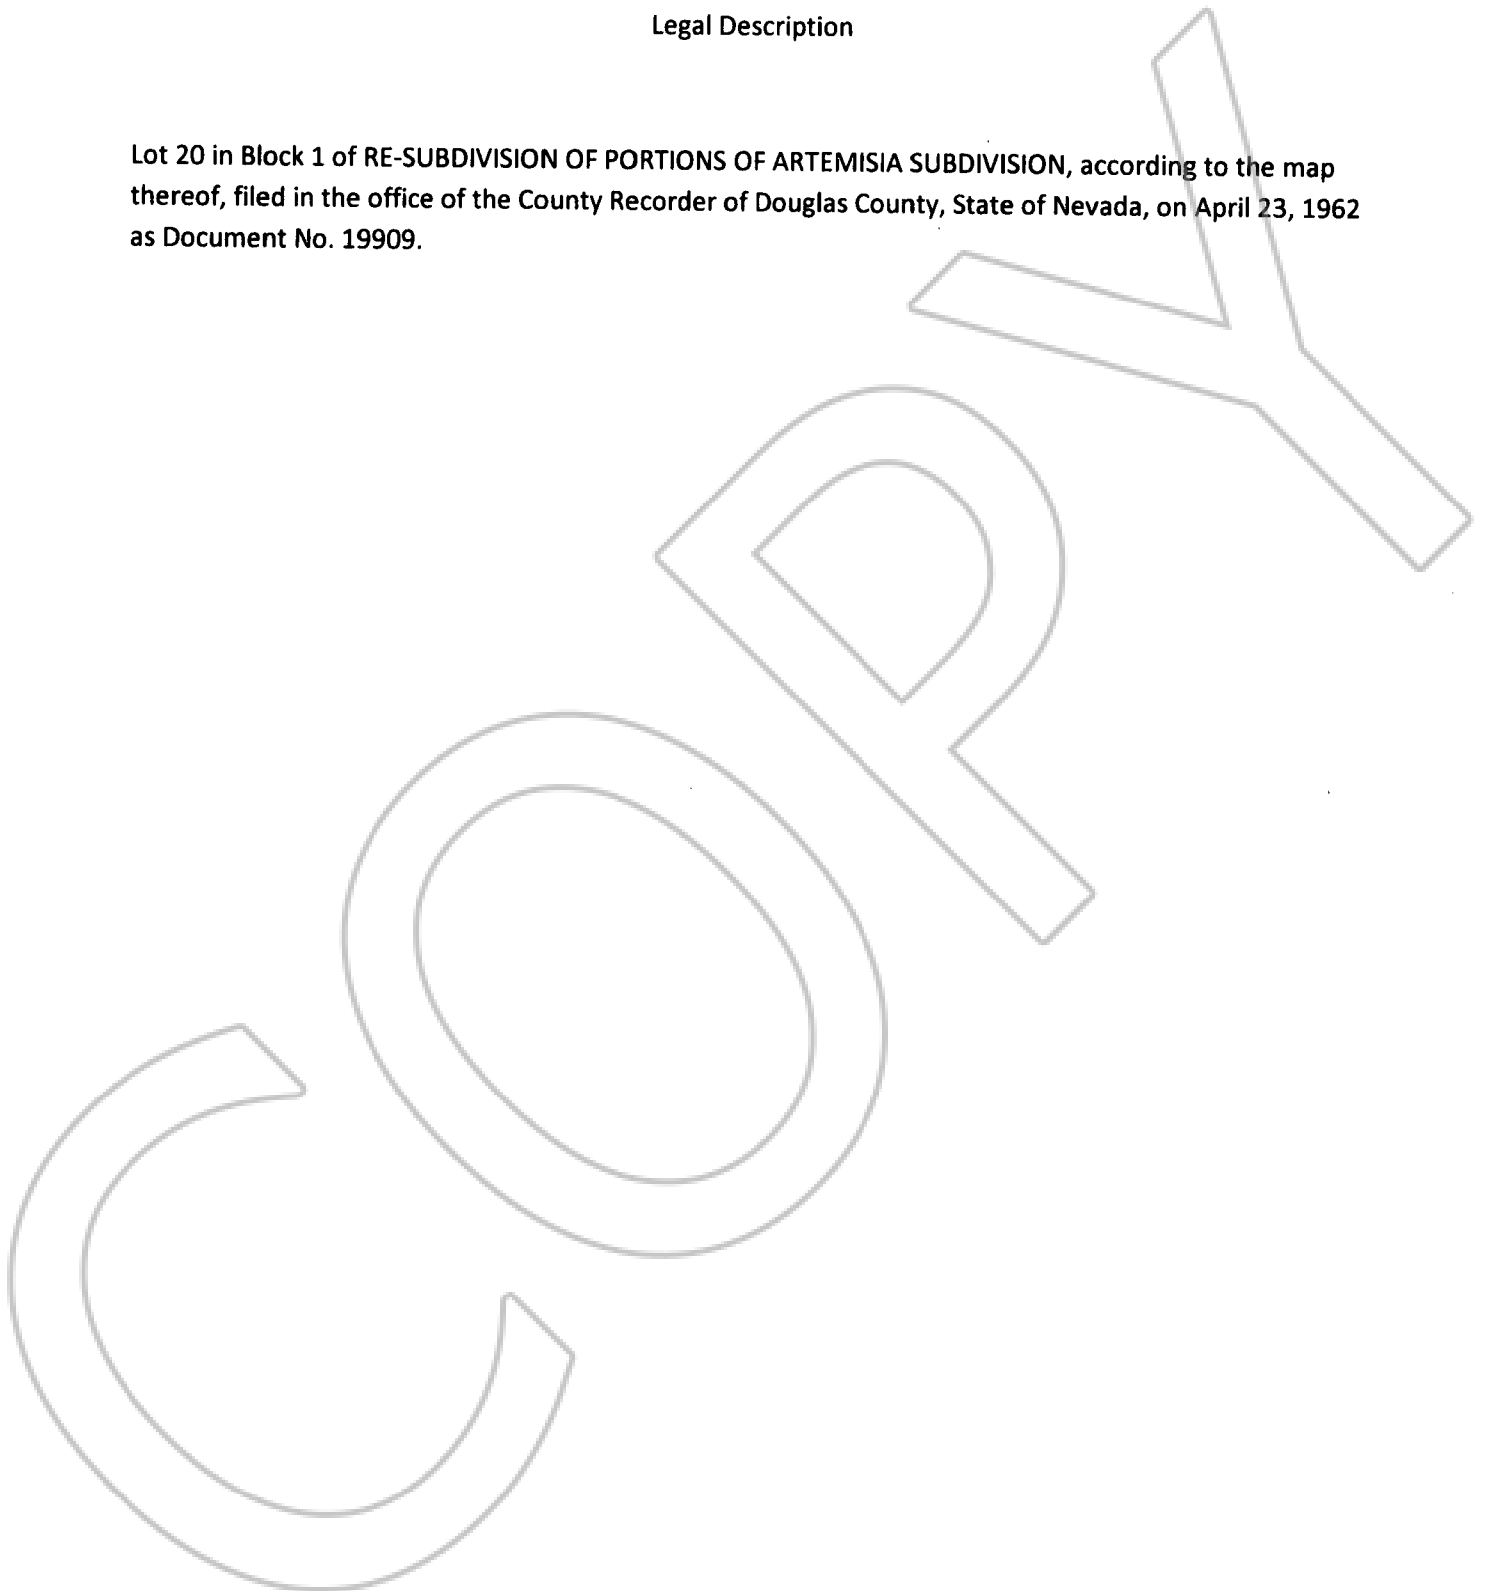 Legal Description
Lot 20 in Block 1 of RE-SUBDIVISION OF PORTIONS OF ARTEMISIA SUBDIVISION, according to the map
thereof, filed in the office of the County Recorder of Douglas County, State of Nevada, on April 23, 1962
as Document No. 19909.
COPY